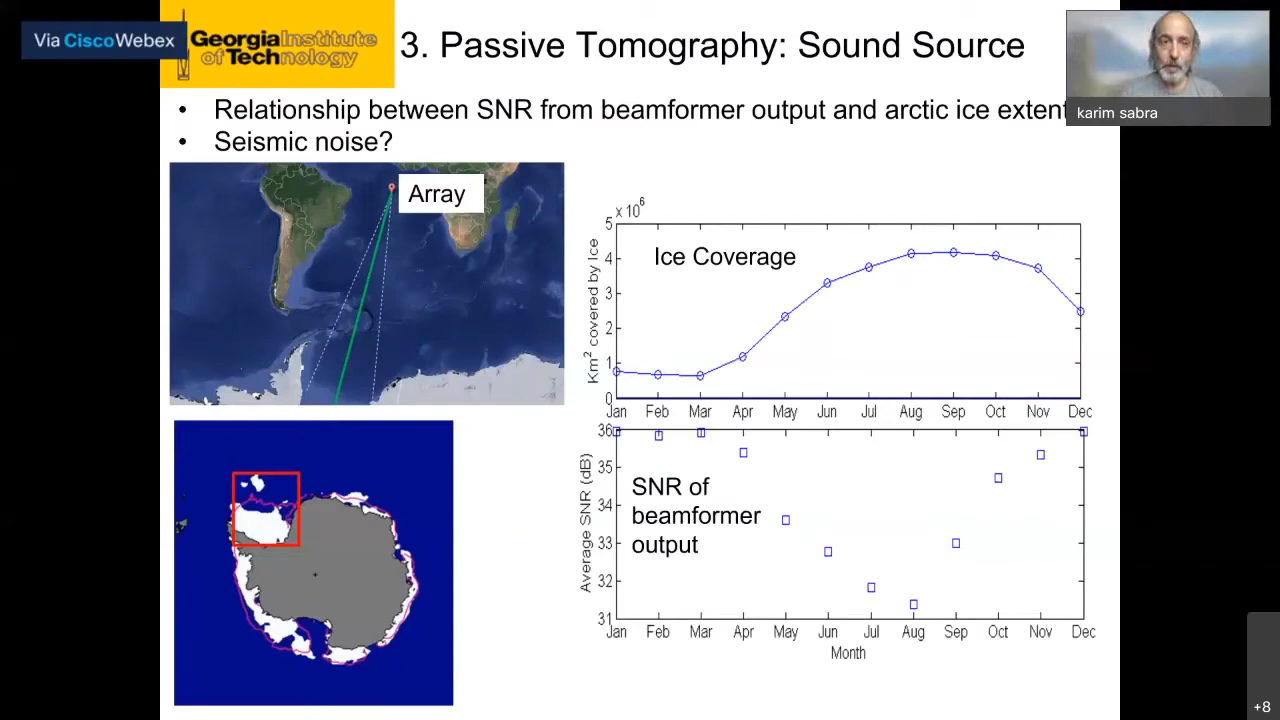 Via Cisco Webex
Georgia Institute
of Technology
3. Passive Tomography: Sound Source
karim sabra
• Relationship between SNR from beamformer output and arctic ice extent
• Seismic noise?
Array
x 10^6
Ice Coverage
Km² covered by Ice
5
4
3
2
1
0
Jan Feb Mar Apr May Jun Jul Aug Sep Oct Nov Dec
SNR of
beamformer
output
Average SNR (dB)
36
35
34
33
32
31
Jan Feb Mar Apr May Jun Jul Aug Sep Oct Nov Dec
Month
+8